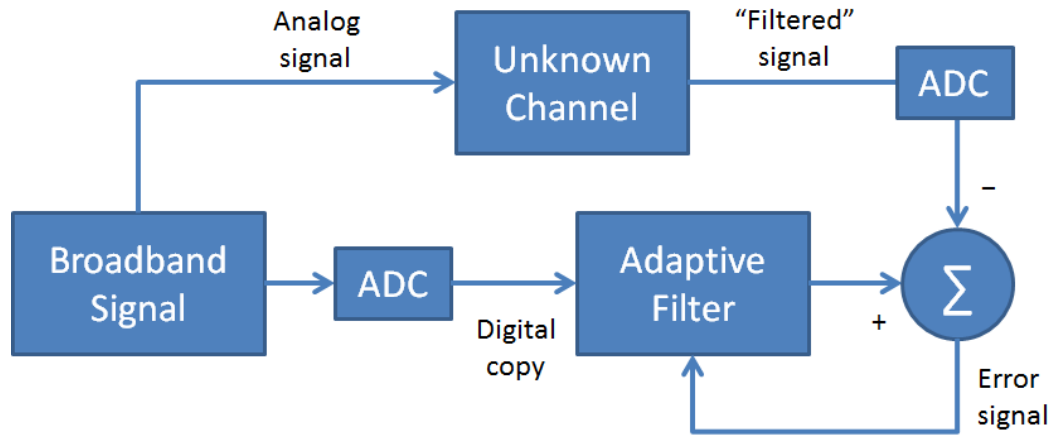 Analog
signal
Unknown
Channel
“Filtered”
signal
ADC
−
Broadband
Signal
ADC
Digital
copy
Adaptive
Filter
+
∑
Error
signal